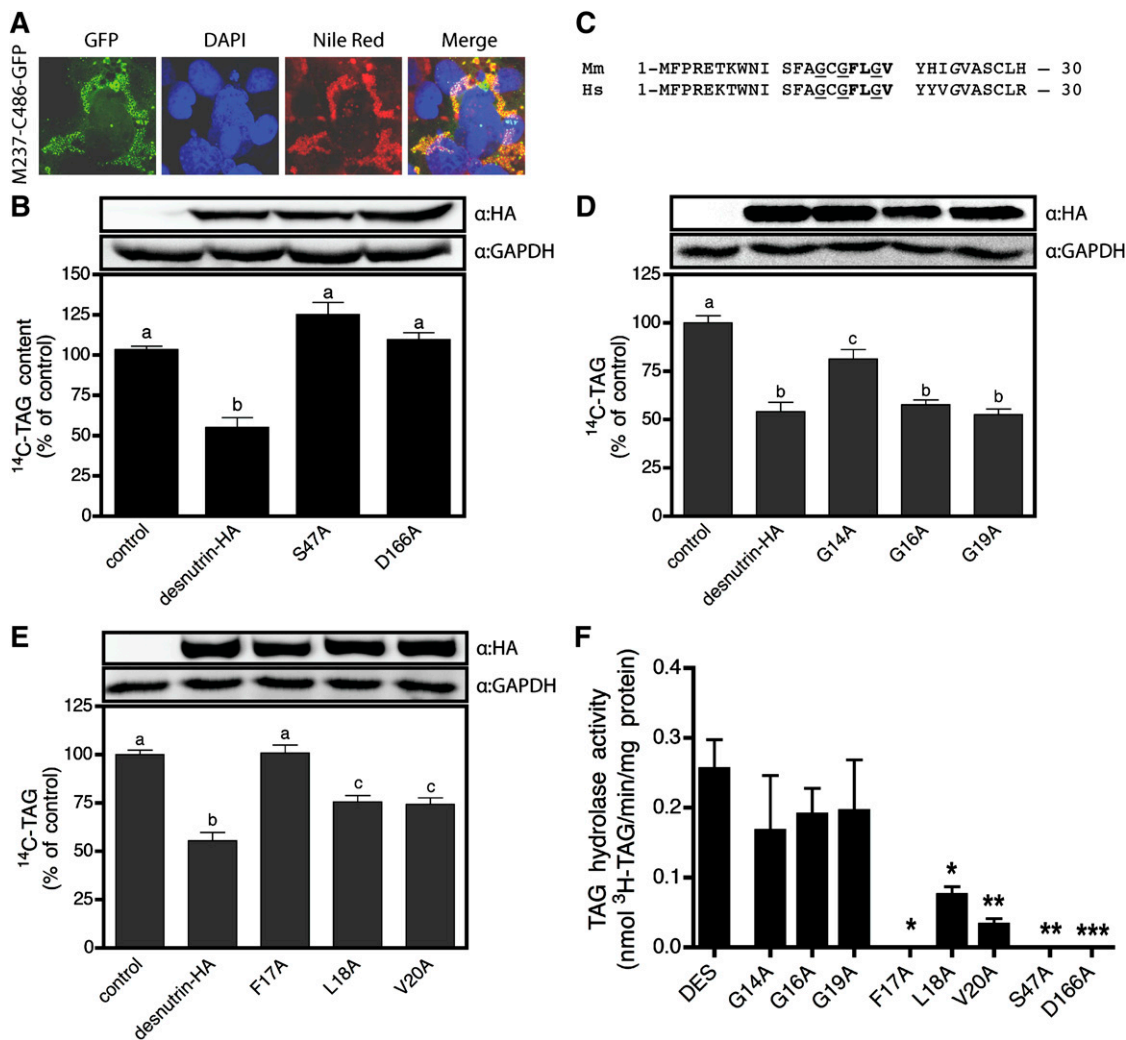 A
GFP DAPI Nile Red Merge
M237-C486-GFP
C
Mm 1-MFPRETKWNI SFAGCGFLGV YHIGVASCLH — 30
Hs 1-MFPREKTWNI SFAGCGFLGV YYVGVASCLR — 30
B
α:HA
α:GAPDH
¹⁴C-TAG content
(% of control)
150
125
100
75
50
25
0
a b a a
control desnutrin-HA S47A D166A
D
α:HA
α:GAPDH
¹⁴C-TAG
(% of control)
125
100
75
50
25
0
a b c b b
control desnutrin-HA G14A G16A G19A
E
α:HA
α:GAPDH
¹⁴C-TAG
(% of control)
125
100
75
50
25
0
a b a c c
control desnutrin-HA F17A L18A V20A
F
TAG hydrolase activity
(nmol ³H-TAG/min/mg protein)
0.4
0.3
0.2
0.1
0.0
* * ** ** ***
DES G14A G16A G19A F17A L18A V20A S47A D166A